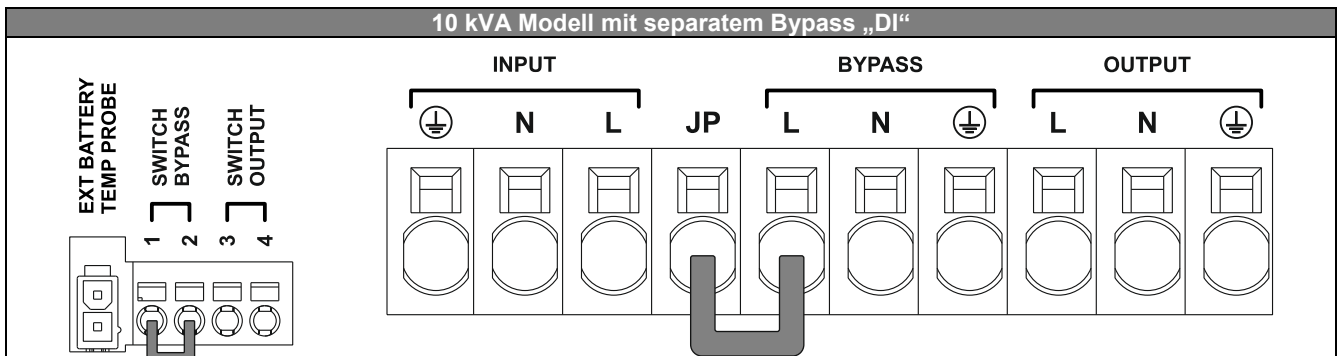 10 kVA Modell mit separatem Bypass „DI“
INPUT
BYPASS
OUTPUT
N
L
JP
L
N
L
N
EXT BATTERY
TEMP PROBE
SWITCH
BYPASS
SWITCH
OUTPUT
1
2
3
4